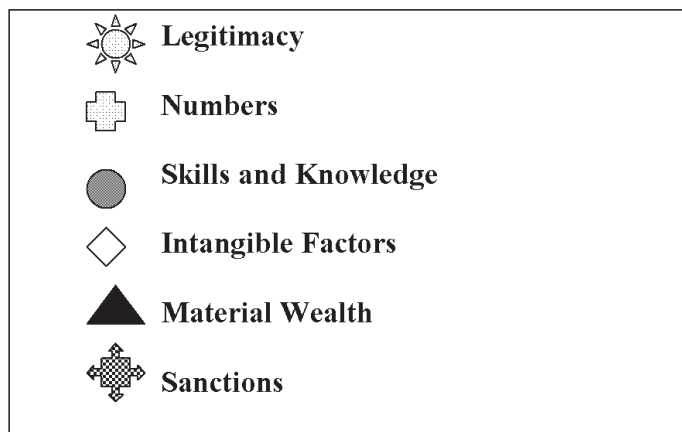 Legitimacy
Numbers
Skills and Knowledge
Intangible Factors
Material Wealth
Sanctions